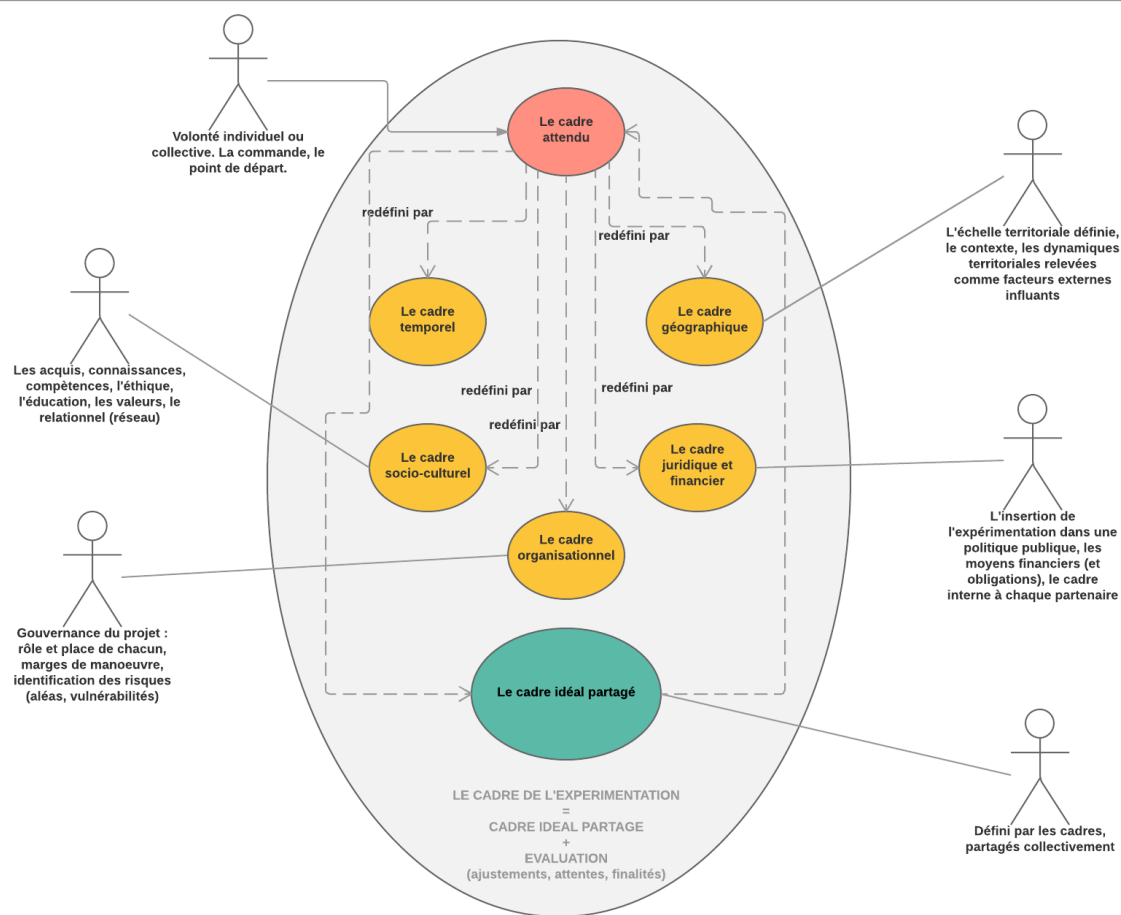 Volonté individuel ou
collective. La commande, le
point de départ.
Le cadre
attendu
L'échelle territoriale définie,
le contexte, les dynamiques
territoriales relevées
comme facteurs externes
influants
redéfini par
redéfini par
Le cadre
temporel
Le cadre
géographique
Les acquis, connaissances,
compètences, l'éthique,
l'éducation, les valeurs, le
relationnel (réseau)
redéfini par
redéfini par
redéfini par
Le cadre
socio-culturel
Le cadre
juridique et
financier
L'insertion de
l'expérimentation dans une
politique publique, les
moyens financiers (et
obligations), le cadre
interne à chaque partenaire
Le cadre
organisationnel
Gouvernance du projet :
rôle et place de chacun,
marges de manoeuvre,
identification des risques
(aléas, vulnérabilités)
Le cadre idéal partagé
LE CADRE DE L'EXPERIMENTATION
=
CADRE IDEAL PARTAGE
+
EVALUATION
(ajustements, attentes, finalités)
Défini par les cadres,
partagés collectivement